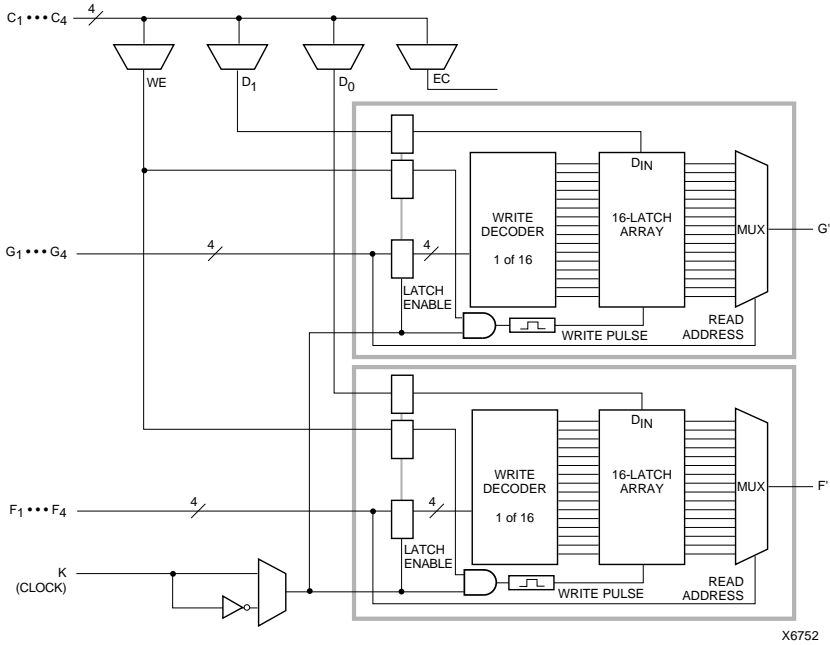 C1 • • • C4
4
WE
D1
D0
EC
DIN
WRITE
DECODER
1 of 16
16-LATCH
ARRAY
MUX
G'
G1 • • • G4
4
4
LATCH
ENABLE
WRITE PULSE
READ
ADDRESS
DIN
WRITE
DECODER
1 of 16
16-LATCH
ARRAY
MUX
F'
F1 • • • F4
4
4
LATCH
ENABLE
K
(CLOCK)
WRITE PULSE
READ
ADDRESS
X6752